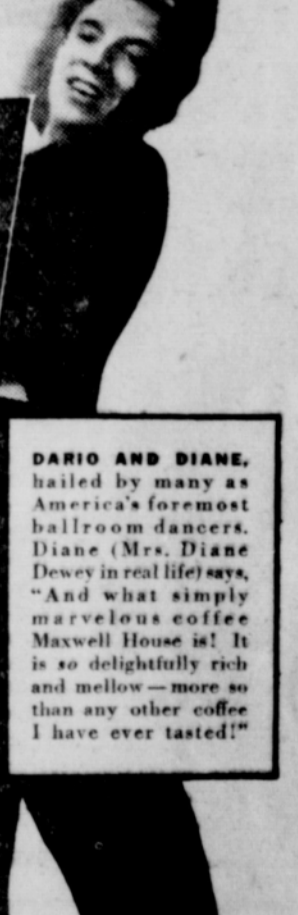 DARIO AND DIANE,
hailed by many as
America's foremost
ballroom dancers.
Diane (Mrs. Diane
Dewey in real life) says,
"And what simply
marvelous coffee
Maxwell House is! It
is so delightfully rich
and mellow—more so
than any other coffee
I have ever tasted!"